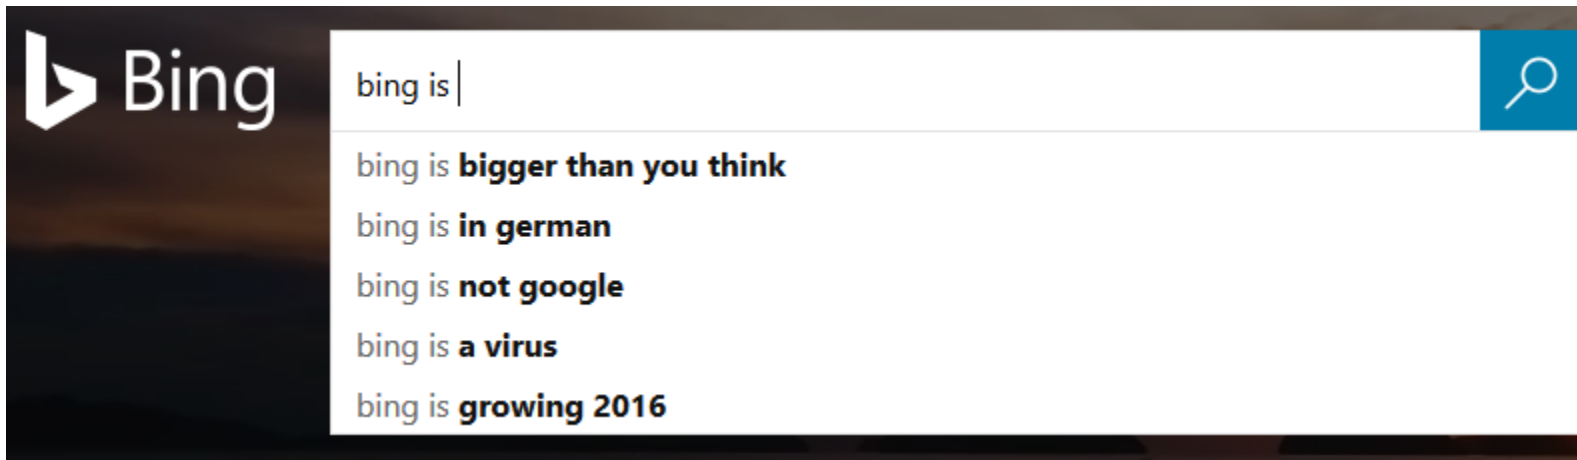 Bing
bing is
bing is bigger than you think
bing is in german
bing is not google
bing is a virus
bing is growing 2016